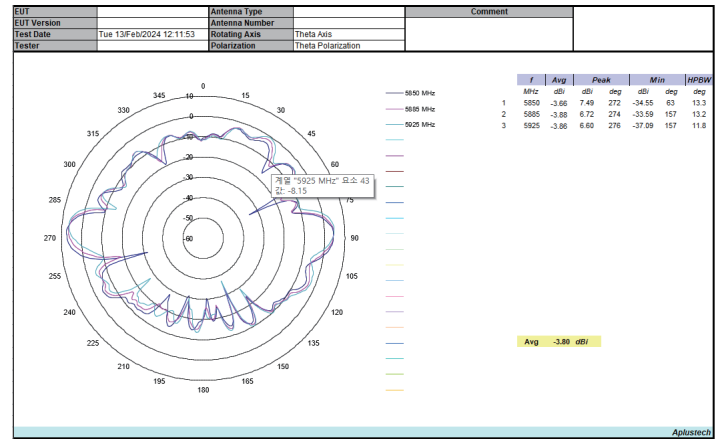 EUT Antenna Type Comment
EUT Version Antenna Number
Test Date Tue 13/Feb/2024 12:11:53 Rotating Axis Theta Axis
Tester Polarization Theta Polarization
f Avg Peak Min HPBW
MHz dBi dBi deg dBi deg deg
1 5850 -3.66 7.49 272 -34.55 63 13.3
2 5885 -3.88 6.72 274 -33.59 157 13.2
3 5925 -3.86 6.60 276 -37.09 157 11.8
5850 MHz
5885 MHz
5925 MHz
0
345 15
330 30
315 45
300 60
285 75
270 90
255 105
240 120
225 135
210 150
195 165
180
10
0
-10
-20
-30
-40
-50
-60
계열 "5925 MHz" 요소 43
값: -8.15
Avg -3.80 dBi
Aplustech